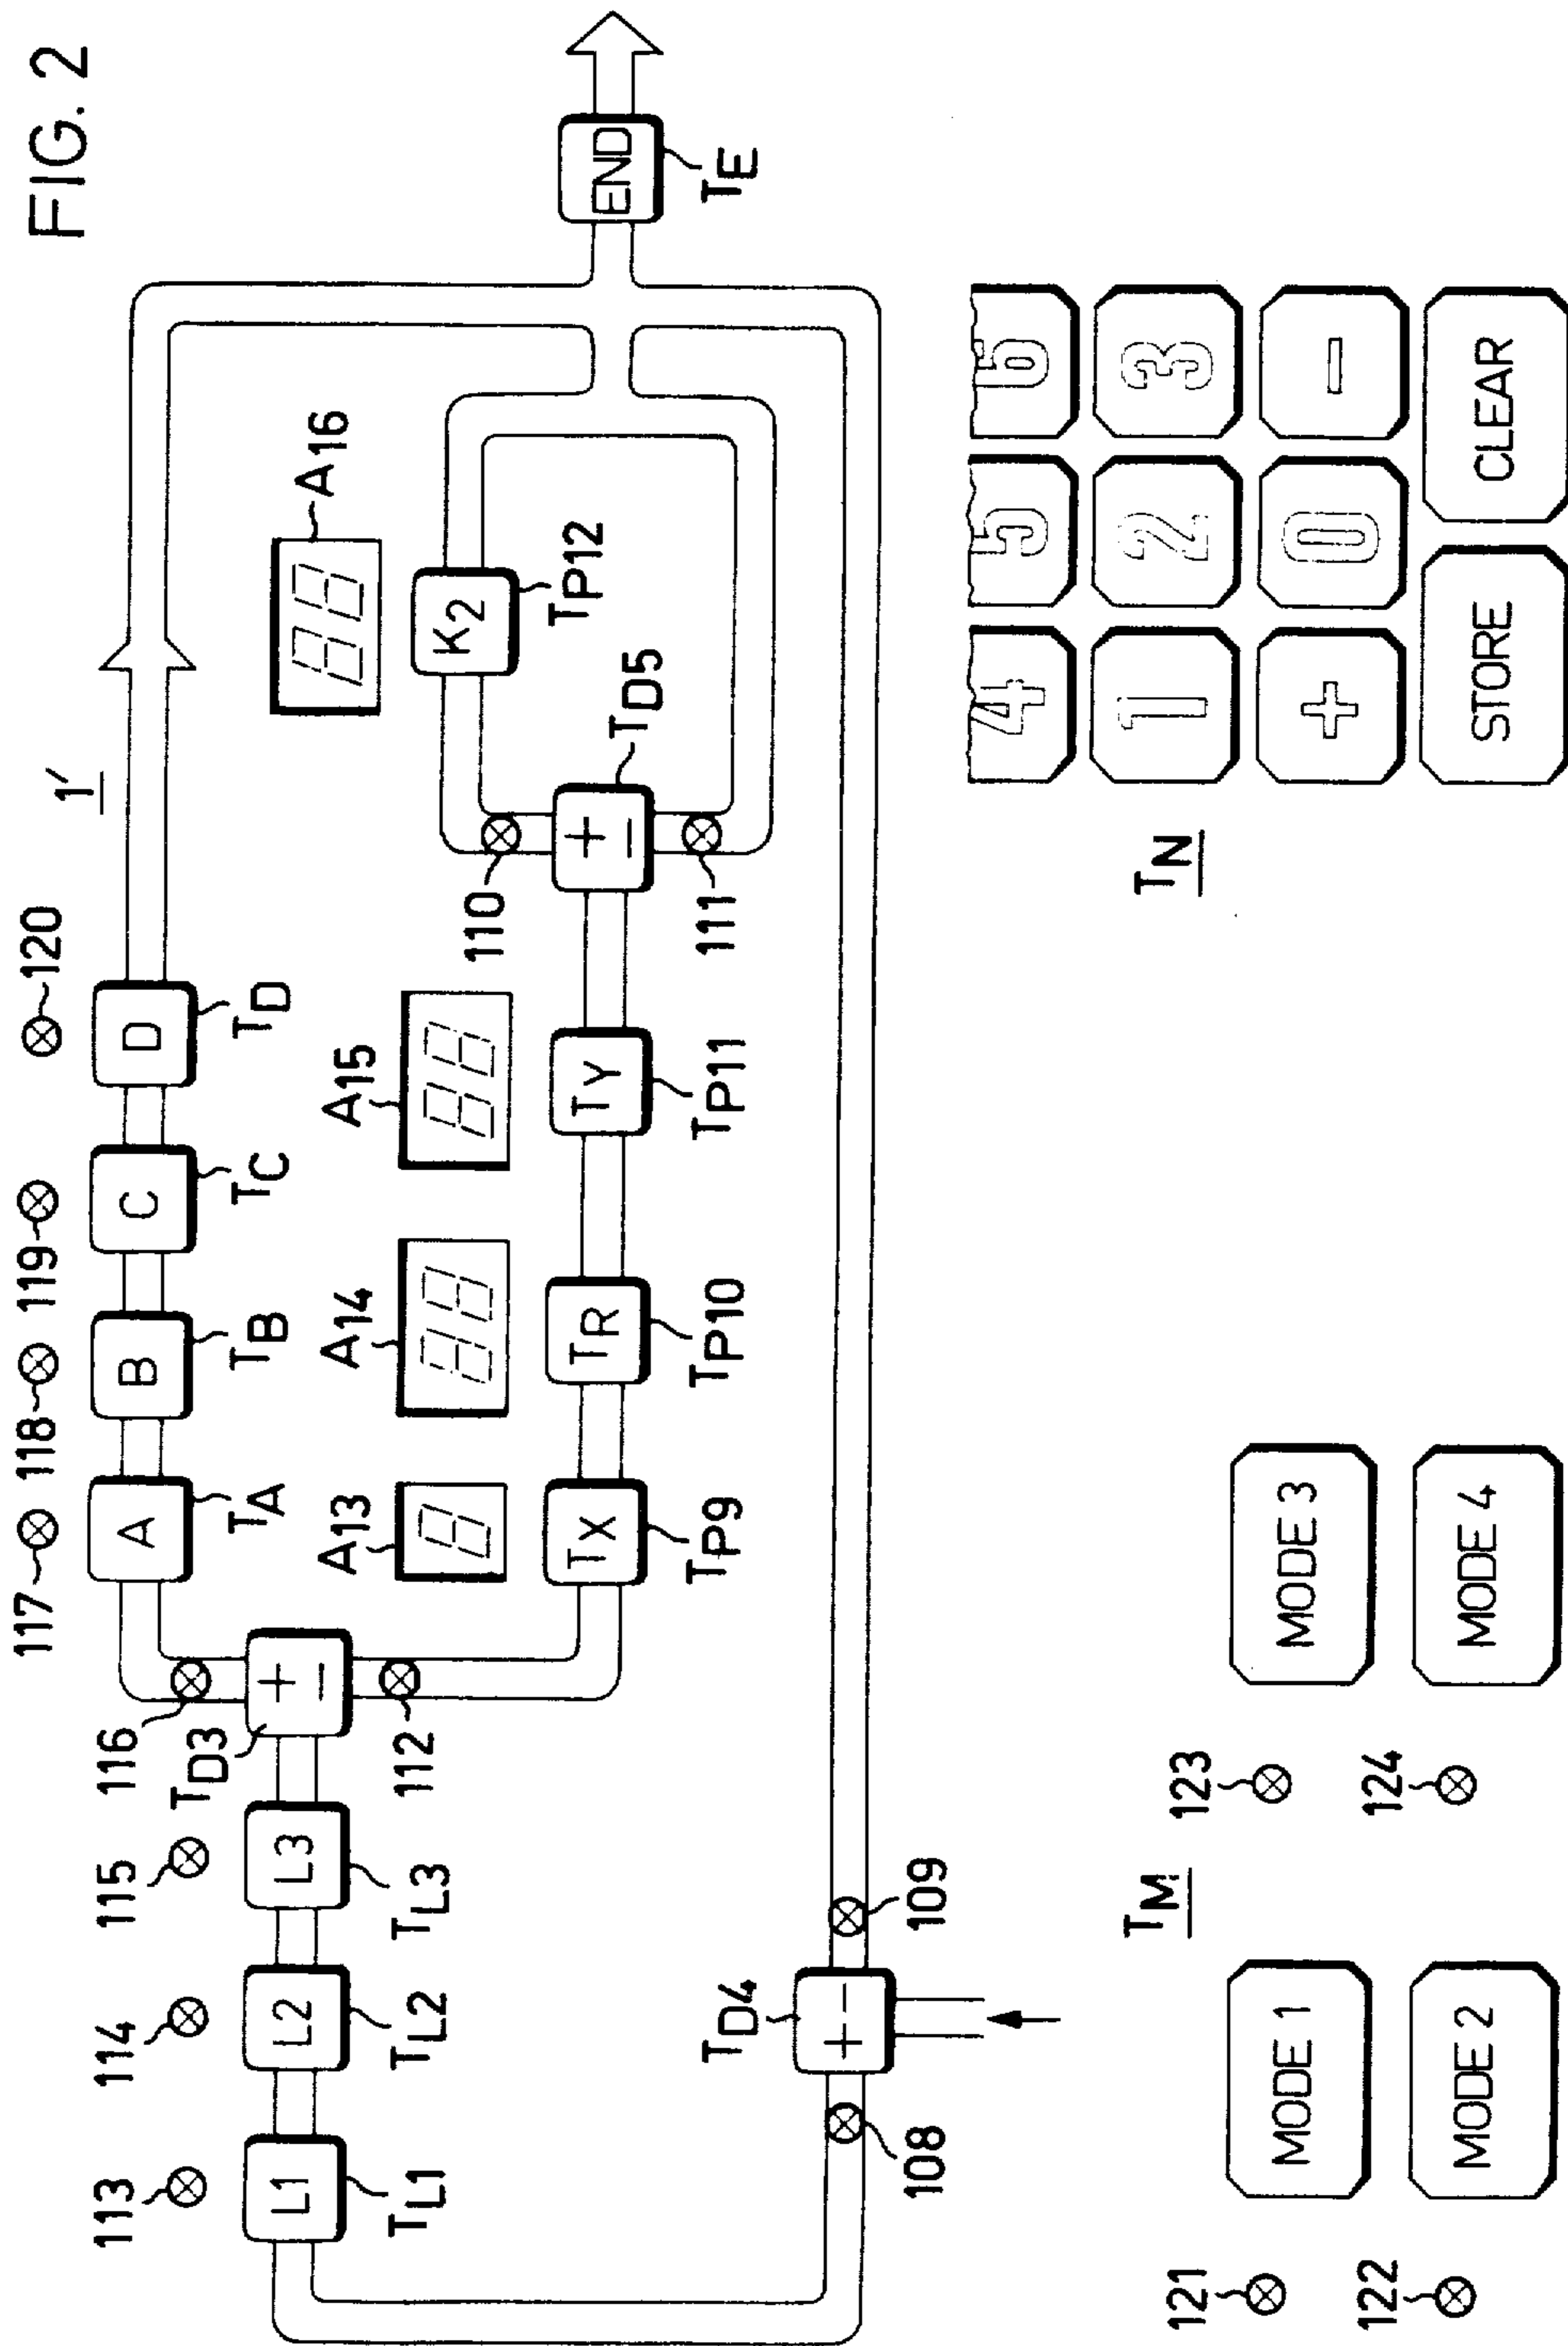 FIG. 2
1'
117 118 119 120
A B C D
TA TB TC TD
116
113 114 115
L1 L2 L3 + −
TL1 TL2 TL3 TD3
112
A13 A14 A15 A16
TX TR TY + − K2 END
TP9 TP10 TP11 TD5 TP12 TE
110
111
TD4
+ −
108 109
TM
121 MODE 1 123 MODE 3
122 MODE 2 124 MODE 4
TN
4 5 6
1 2 3
+ 0 −
STORE CLEAR